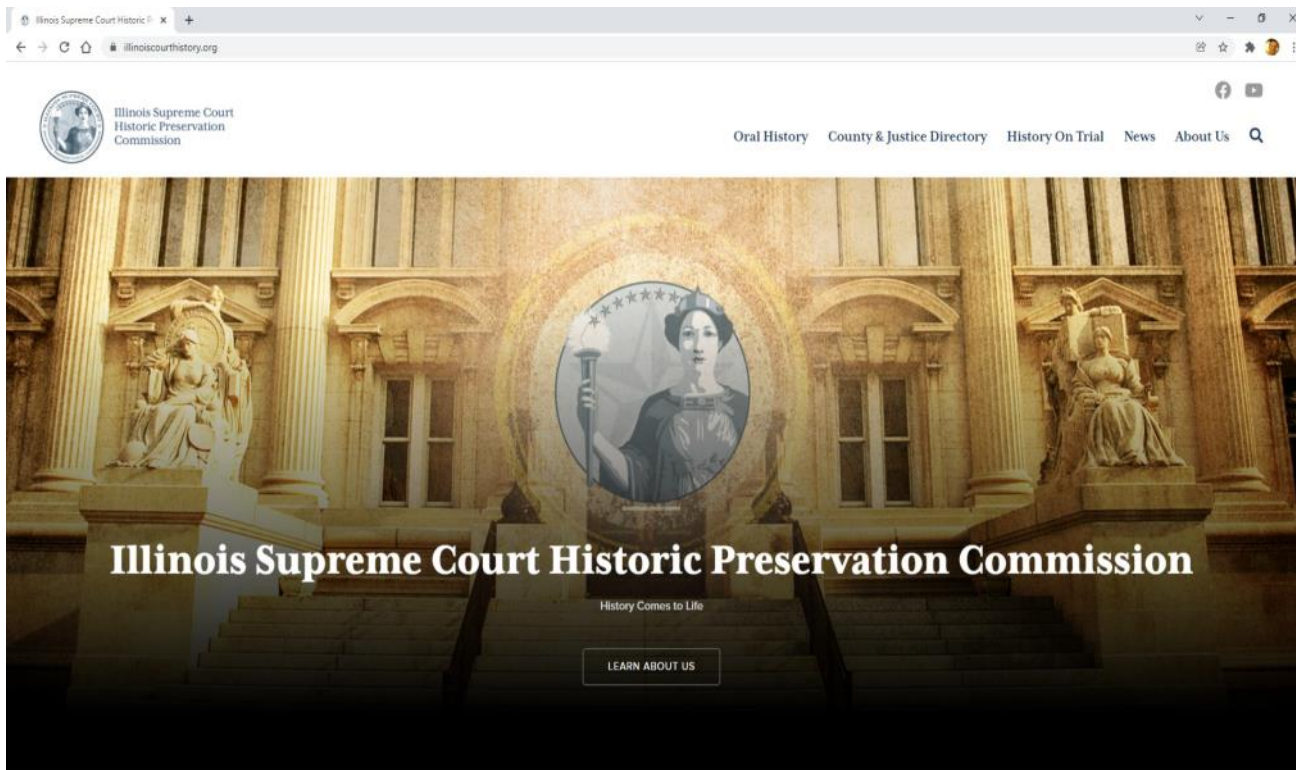 Illinois Supreme Court Historic P
illinoiscourthistory.org
Illinois Supreme Court
Historic Preservation
Commission
Oral History County & Justice Directory History On Trial News About Us
Illinois Supreme Court Historic Preservation Commission
History Comes to Life
LEARN ABOUT US